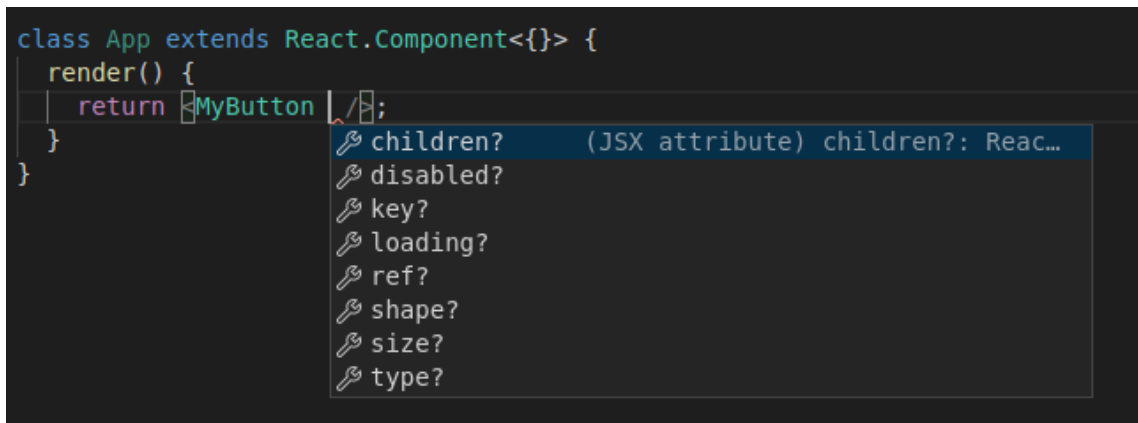 class App extends React.Component<{}> {
render() {
return <MyButton />;
}
}
children? (JSX attribute) children?: Reac…
disabled?
key?
loading?
ref?
shape?
size?
type?